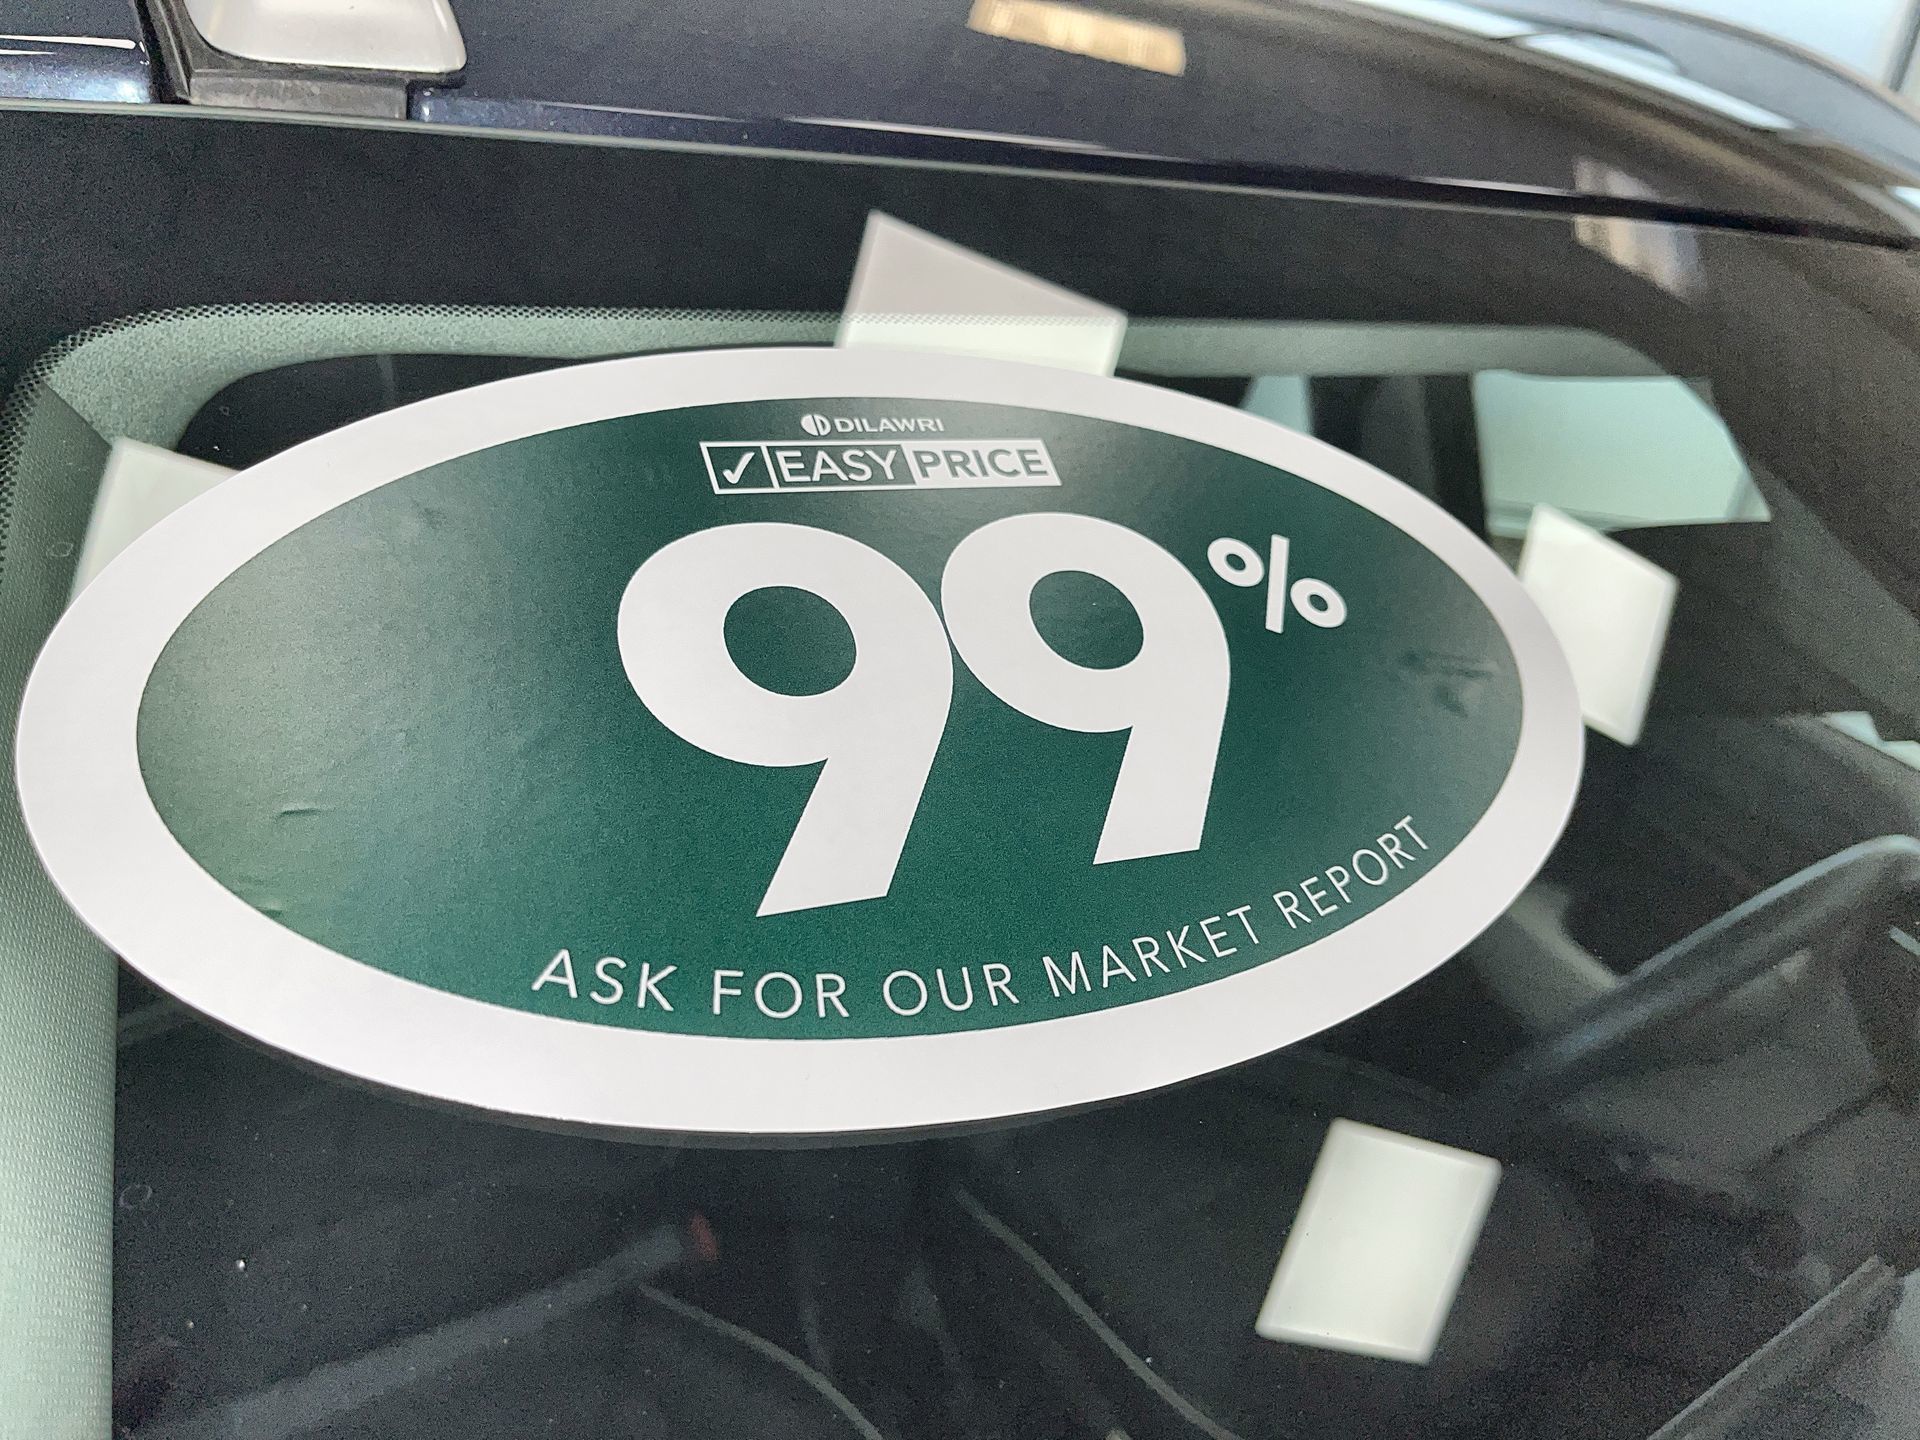 DILAWRI
✓ EASY PRICE
99%
ASK FOR OUR MARKET REPORT